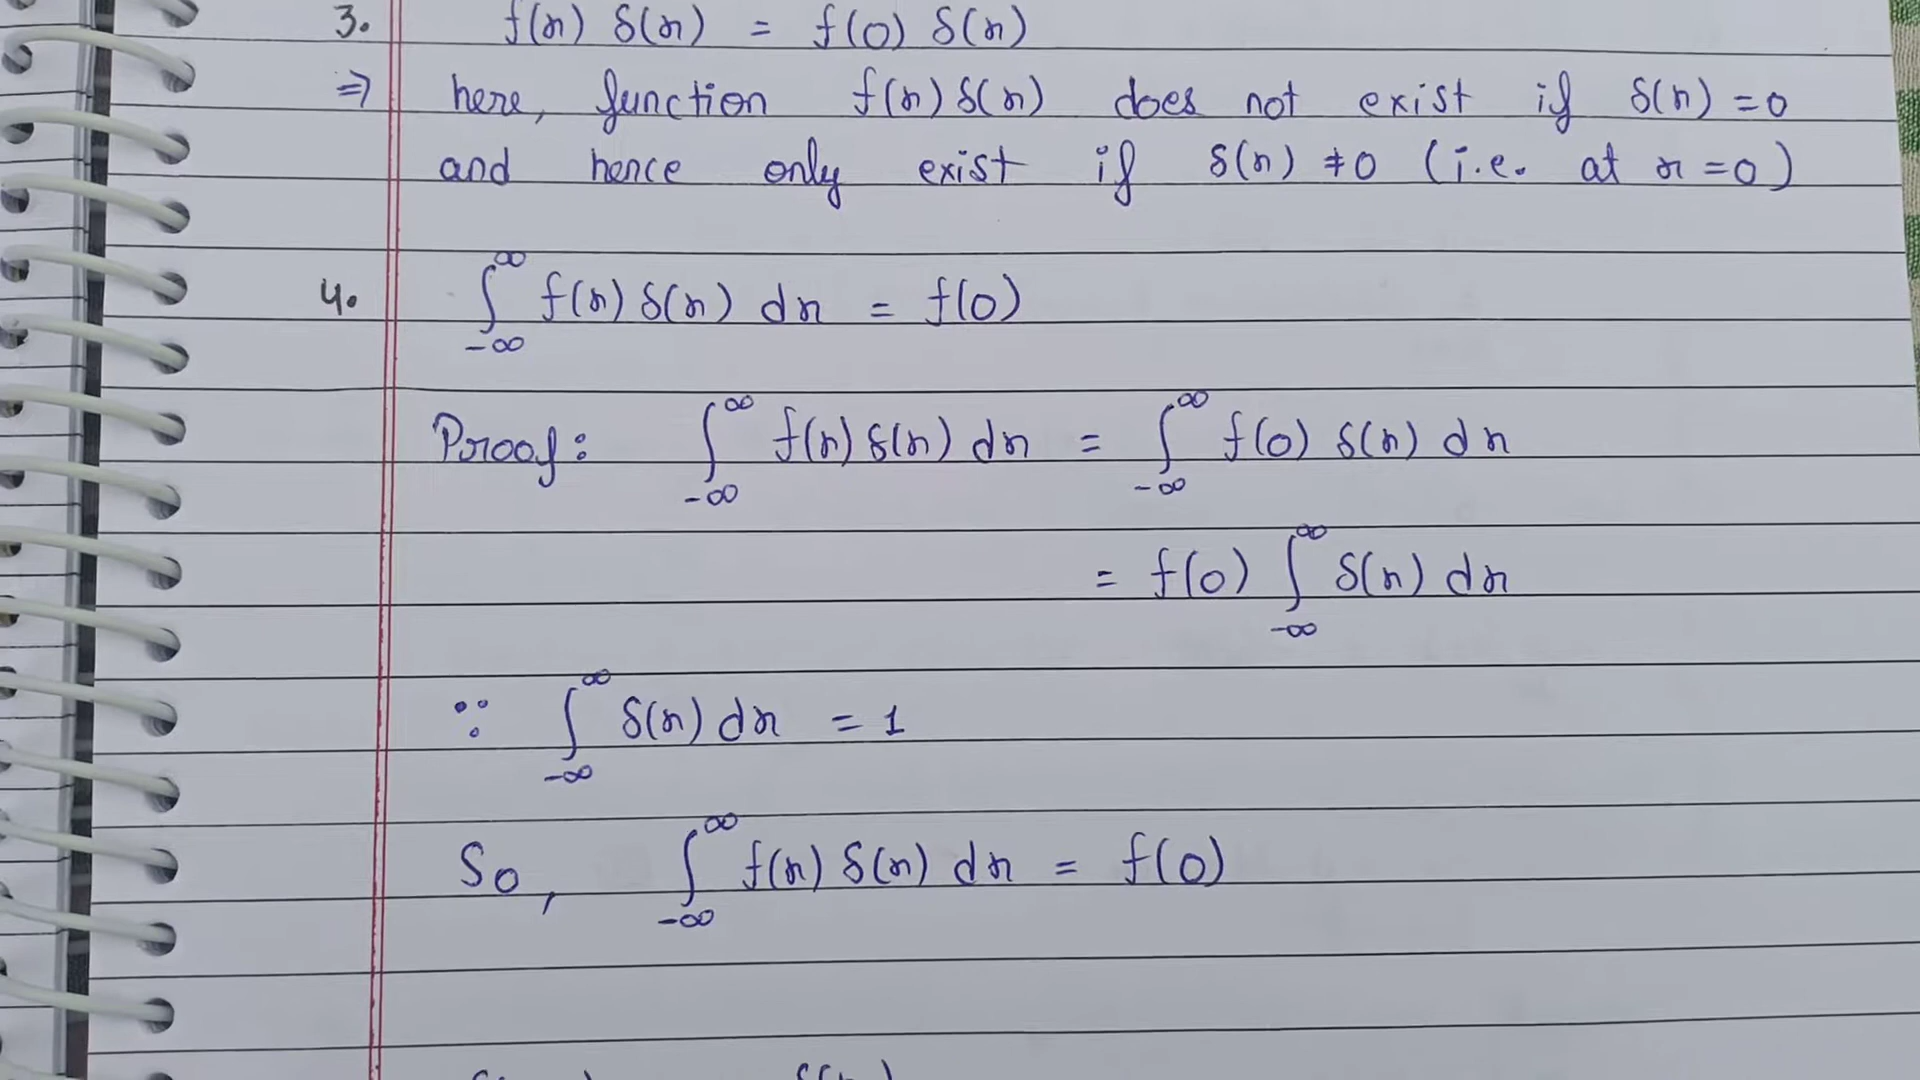 3. f(x) δ(x) = f(0) δ(x)
⇒ here, function f(x) δ(x) does not exist if δ(x) = 0
and hence only exist if δ(x) ≠ 0 (i.e. at x = 0)
4. ∫_{-∞}^{∞} f(x) δ(x) dx = f(0)
Proof: ∫_{-∞}^{∞} f(x) δ(x) dx = ∫_{-∞}^{∞} f(0) δ(x) dx
= f(0) ∫_{-∞}^{∞} δ(x) dx
∵ ∫_{-∞}^{∞} δ(x) dx = 1
So, ∫_{-∞}^{∞} f(x) δ(x) dx = f(0)